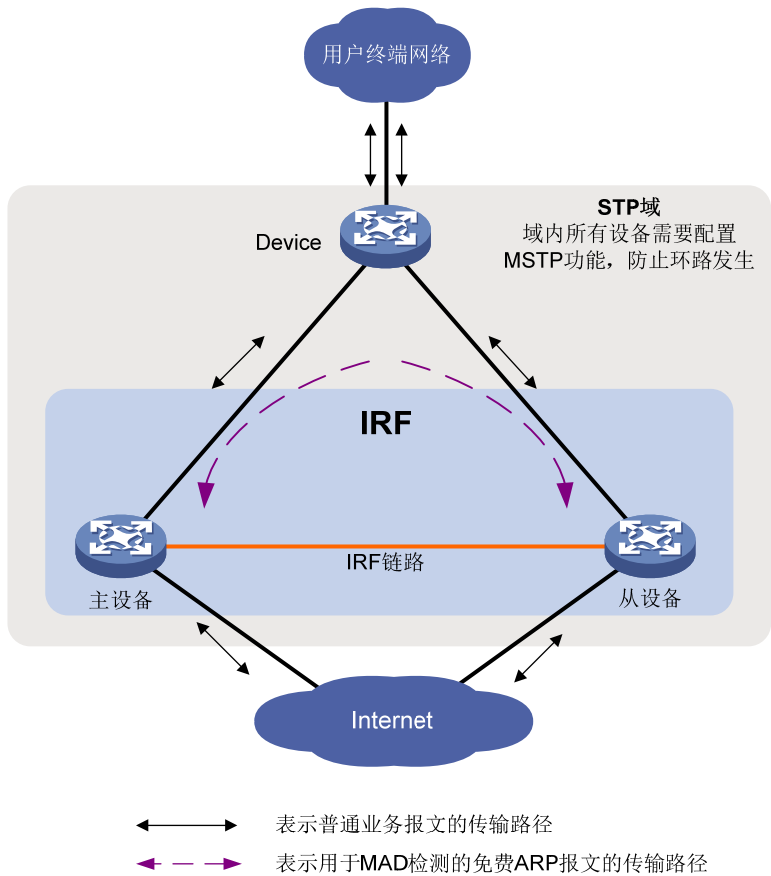 用户终端网络
Device
STP域
域内所有设备需要配置
MSTP功能，防止环路发生
IRF
IRF链路
主设备
从设备
Internet
表示普通业务报文的传输路径
表示用于MAD检测的免费ARP报文的传输路径